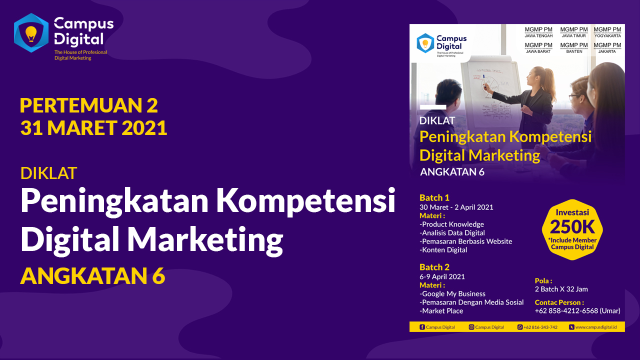 Campus
Digital
The House of Profesional
Digital Marketing
PERTEMUAN 2
31 MARET 2021
DIKLAT
Peningkatan Kompetensi
Digital Marketing
ANGKATAN 6
Campus
Digital
MGMP PM
JAWA TENGAH
MGMP PM
JAWA TIMUR
MGMP PM
YOGYAKARTA
MGMP PM
JAWA BARAT
MGMP PM
BANTEN
MGMP PM
JAKARTA
DIKLAT
Peningkatan Kompetensi
Digital Marketing
ANGKATAN 6
Batch 1
30 Maret - 2 April 2021
Materi :
-Product Knowledge
-Analisis Data Digital
-Pemasaran Berbasis Website
-Konten Digital
Investasi
250K
*Include Member
Campus Digital
Batch 2
6-9 April 2021
Materi :
-Google My Business
-Pemasaran Dengan Media Sosial
-Market Place
Pola :
2 Batch X 32 Jam
Contac Person :
+62 858-4212-6568 (Umar)
Campus Digital
Campus Digital
www.campusdigital.id